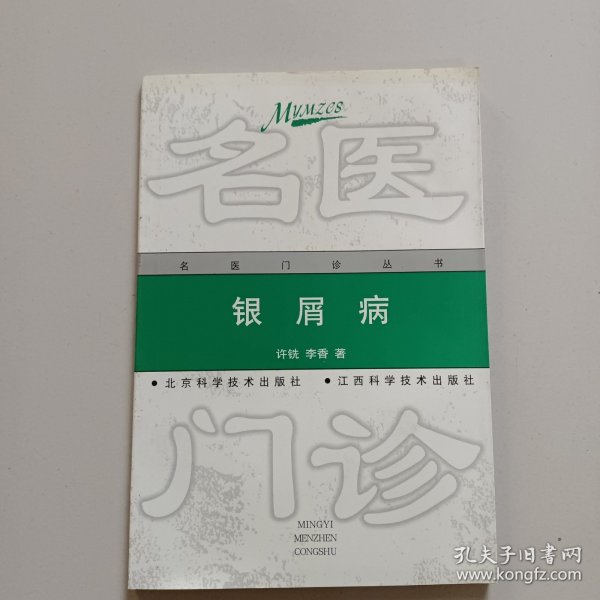 Mymzcs
名医
名医门诊丛书
银屑病
许铣 李香 著
• 北京科学技术出版社 • 江西科学技术出版社
门诊
MINGYI
MENZHEN
CONGSHU
孔夫子旧书网
www.kongfz.com